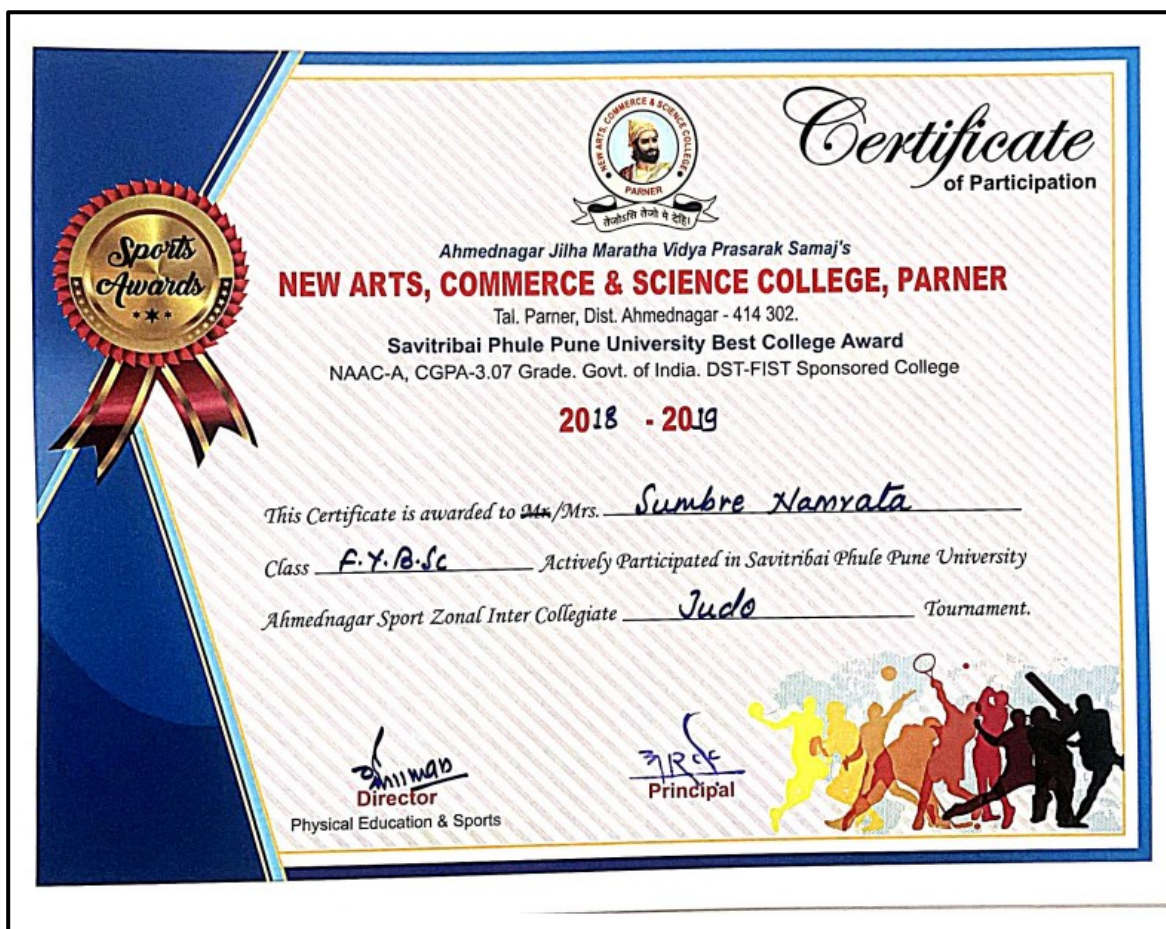 NEW ARTS, COMMERCE & SCIENCE COLLEGE
PARNER
तेजोऽसि तेजो मे देहि।
Certificate
of Participation
Sports
Awards
Ahmednagar Jilha Maratha Vidya Prasarak Samaj's
NEW ARTS, COMMERCE & SCIENCE COLLEGE, PARNER
Tal. Parner, Dist. Ahmednagar - 414 302.
Savitribai Phule Pune University Best College Award
NAAC-A, CGPA-3.07 Grade. Govt. of India. DST-FIST Sponsored College
2018 - 2019
This Certificate is awarded to Mr./Mrs. Sumbre Namrata
Class F.Y.B.Sc Actively Participated in Savitribai Phule Pune University
Ahmednagar Sport Zonal Inter Collegiate Judo Tournament.
Director
Physical Education & Sports
Principal